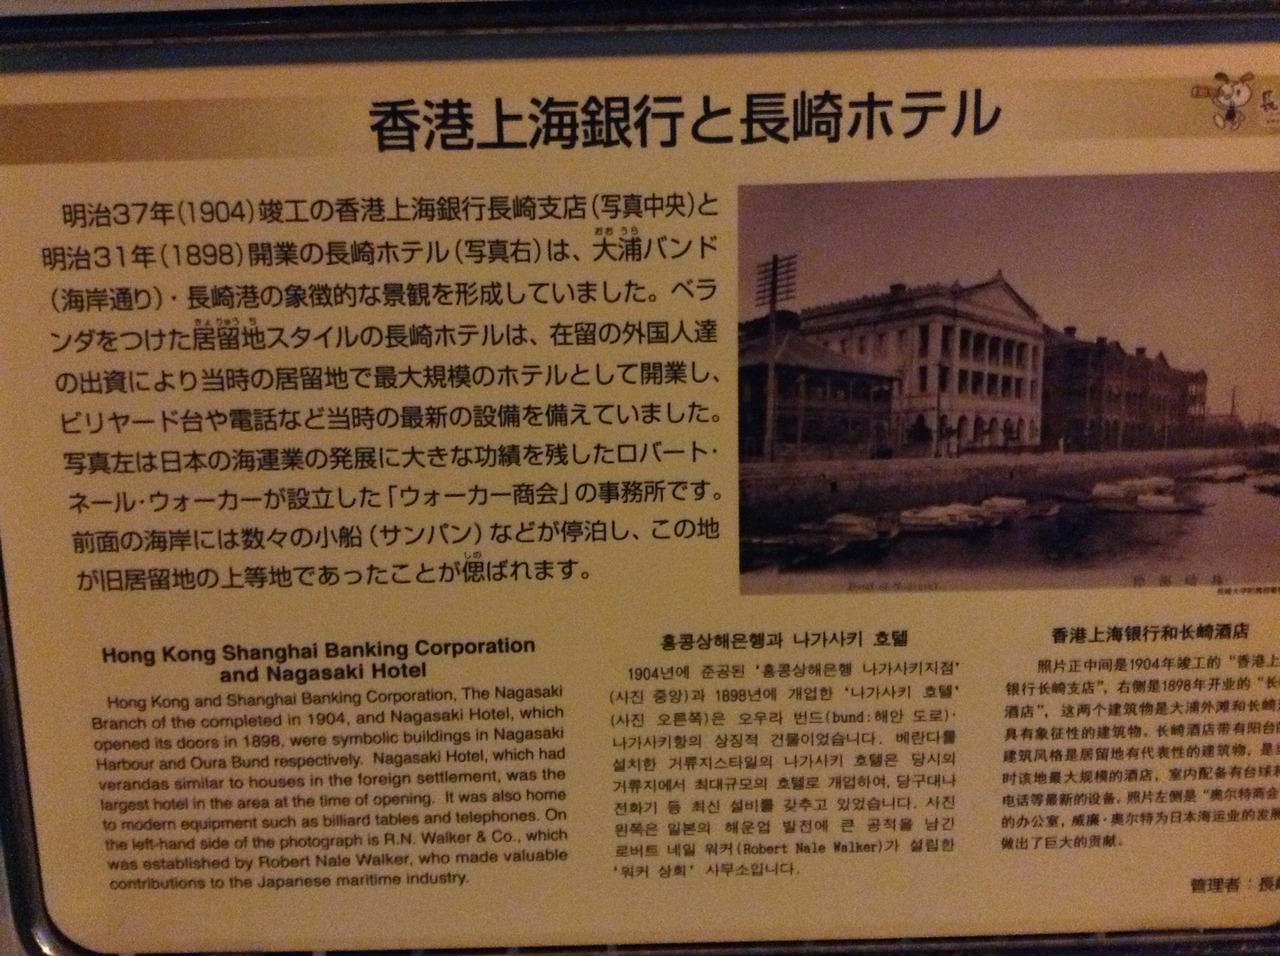 香港上海銀行と長崎ホテル
長
明治37年(1904)竣工の香港上海銀行長崎支店(写真中央)と
明治31年(1898)開業の長崎ホテル(写真右)は、大浦バンド
(海岸通り)・長崎港の象徴的な景観を形成していました。ベラ
ンダをつけた居留地スタイルの長崎ホテルは、在留の外国人達
の出資により当時の居留地で最大規模のホテルとして開業し、
ビリヤード台や電話など当時の最新の設備を備えていました。
写真左は日本の海運業の発展に大きな功績を残したロバート・
ネール・ウォーカーが設立した「ウォーカー商会」の事務所です。
前面の海岸には数々の小船(サンパン)などが停泊し、この地
が旧居留地の上等地であったことが偲ばれます。
Hong Kong Shanghai Banking Corporation
and Nagasaki Hotel
Hong Kong and Shanghai Banking Corporation, The Nagasaki
Branch of the completed in 1904, and Nagasaki Hotel, which
opened its doors in 1898, were symbolic buildings in Nagasaki
Harbour and Oura Bund respectively. Nagasaki Hotel, which had
verandas similar to houses in the foreign settlement, was the
largest hotel in the area at the time of opening. It was also home
to modern equipment such as billiard tables and telephones. On
the left-hand side of the photograph is R.N. Walker & Co., which
was established by Robert Nale Walker, who made valuable
contributions to the Japanese maritime industry.
홍콩상해은행과 나가사키 호텔
1904년에 준공된 '홍콩상해은행 나가사키지점'
(사진 중앙)과 1898년에 개업한 '나가사키 호텔'
(사진 오른쪽)은 오우라 번드(bund:해안 도로)·
나가사키항의 상징적 건물이었습니다. 베란다를
설치한 거류지스타일의 나가사키 호텔은 당시의
거류지에서 최대규모의 호텔로 개업하여, 당구대나
전화기 등 최신 설비를 갖추고 있었습니다. 사진
왼쪽은 일본의 해운업 발전에 큰 공적을 남긴
로버트 네일 워커(Robert Nale Walker)가 설립한
'워커 상회' 사무소입니다.
香港上海银行和长崎酒店
照片正中间是1904年竣工的"香港上
银行长崎支店", 右侧是1898年开业的"长
酒店", 这两个建筑物是大浦外滩和长崎
具有象征性的建筑物。长崎酒店带有阳台
建筑风格是居留地有代表性的建筑物, 是
时该地最大规模的酒店, 室内配备有台球
电话等最新的设备。照片左侧是"奥尔特商会
的办公室, 威廉·奥尔特为日本海运业的发展
做出了巨大的贡献。
管理者:長